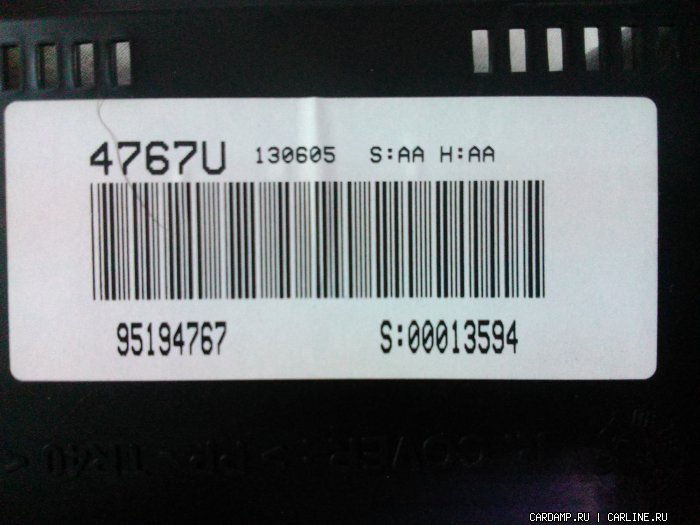 4767U 130605 S:AA H:AA
95194767 S:00013594
CARDAMP.RU | CARLINE.RU